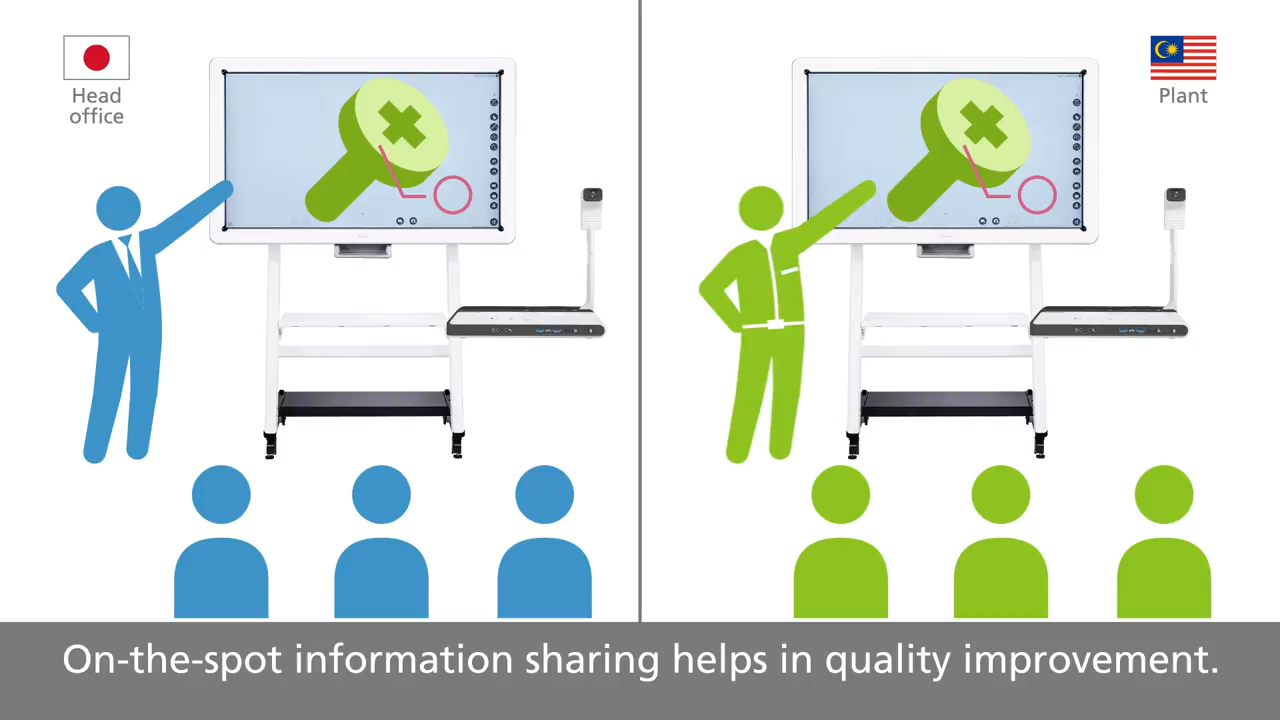 Head
office
Plant
On-the-spot information sharing helps in quality improvement.